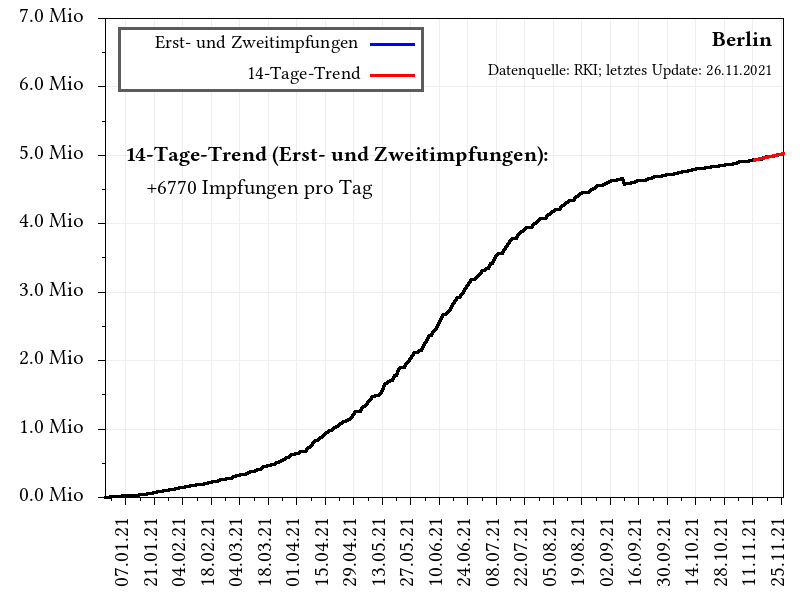 7.0 Mio
6.0 Mio
5.0 Mio
4.0 Mio
3.0 Mio
2.0 Mio
1.0 Mio
0.0 Mio
Erst- und Zweitimpfungen
14-Tage-Trend
Berlin
Datenquelle: RKI; letztes Update: 26.11.2021
14-Tage-Trend (Erst- und Zweitimpfungen):
+6770 Impfungen pro Tag
07.01.21
21.01.21
04.02.21
18.02.21
04.03.21
18.03.21
01.04.21
15.04.21
29.04.21
13.05.21
27.05.21
10.06.21
24.06.21
08.07.21
22.07.21
05.08.21
19.08.21
02.09.21
16.09.21
30.09.21
14.10.21
28.10.21
11.11.21
25.11.21